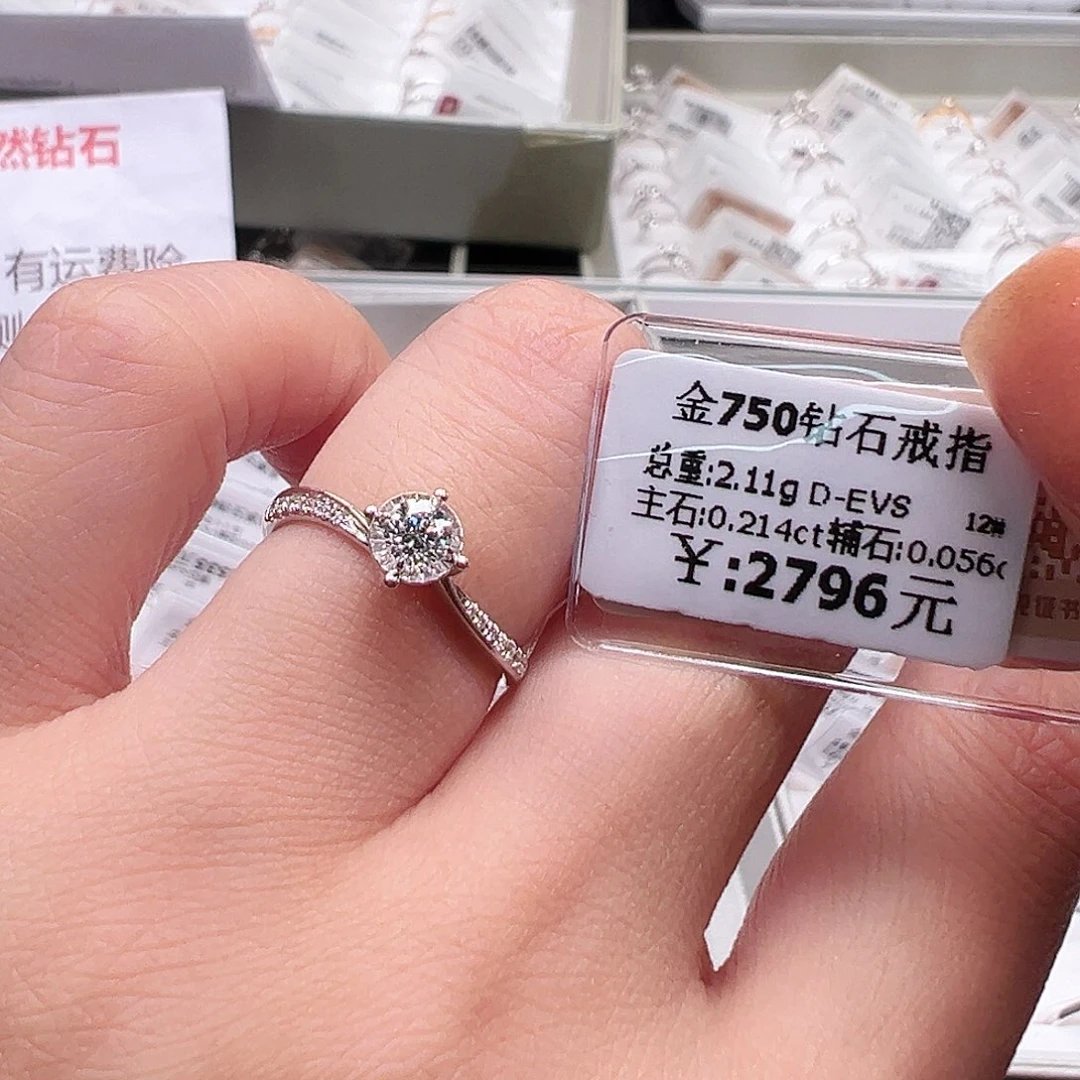 然钻石
有运费险
金750钻石戒指
总重:2.11g D-EVS 12#
主石:0.214ct辅石:0.056c
￥:2796元